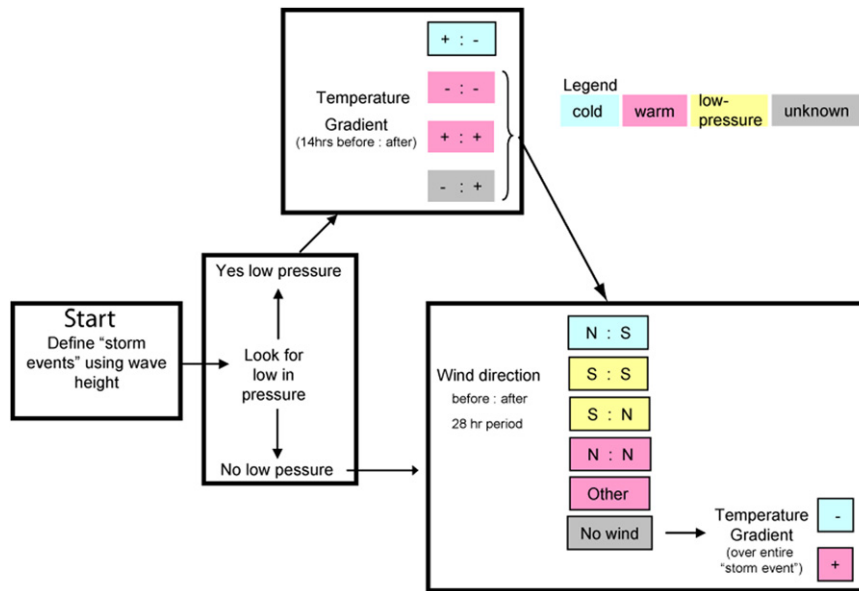 + : -
Temperature
- : -
Gradient
(14hrs before : after)
+ : +
- : +
Legend
cold
warm
low-
pressure
unknown
Yes low pressure
Start
Define “storm
events” using wave
height
Look for
low in
pressure
No low pessure
Wind direction
before : after
28 hr period
N : S
S : S
S : N
N : N
Other
No wind
Temperature
Gradient
(over entire
“storm event”)
-
+